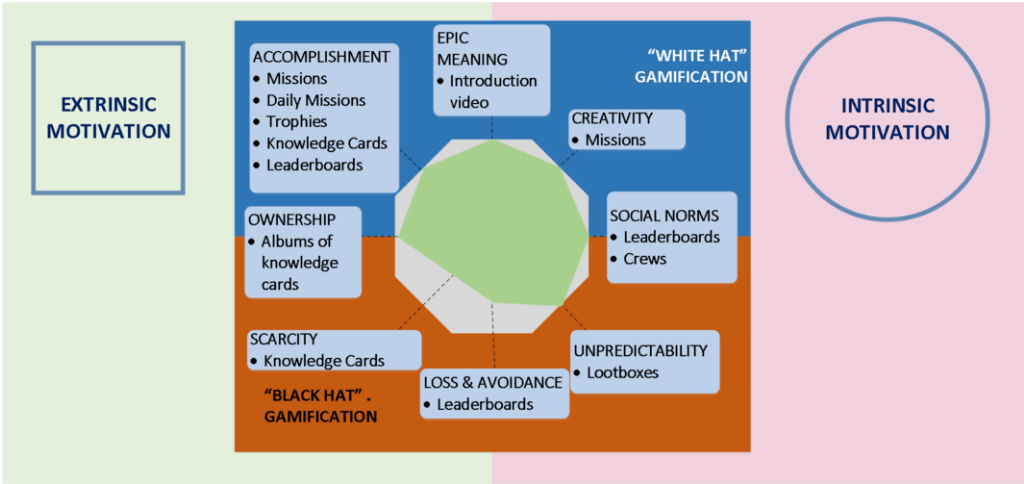 EXTRINSIC
MOTIVATION
ACCOMPLISHMENT
• Missions
• Daily Missions
• Trophies
• Knowledge Cards
• Leaderboards
EPIC
MEANING
• Introduction
video
“WHITE HAT”
GAMIFICATION
CREATIVITY
• Missions
INTRINSIC
MOTIVATION
OWNERSHIP
• Albums of
knowledge
cards
SOCIAL NORMS
• Leaderboards
• Crews
SCARCITY
• Knowledge Cards
“BLACK HAT” .
GAMIFICATION
LOSS & AVOIDANCE
• Leaderboards
UNPREDICTABILITY
• Lootboxes